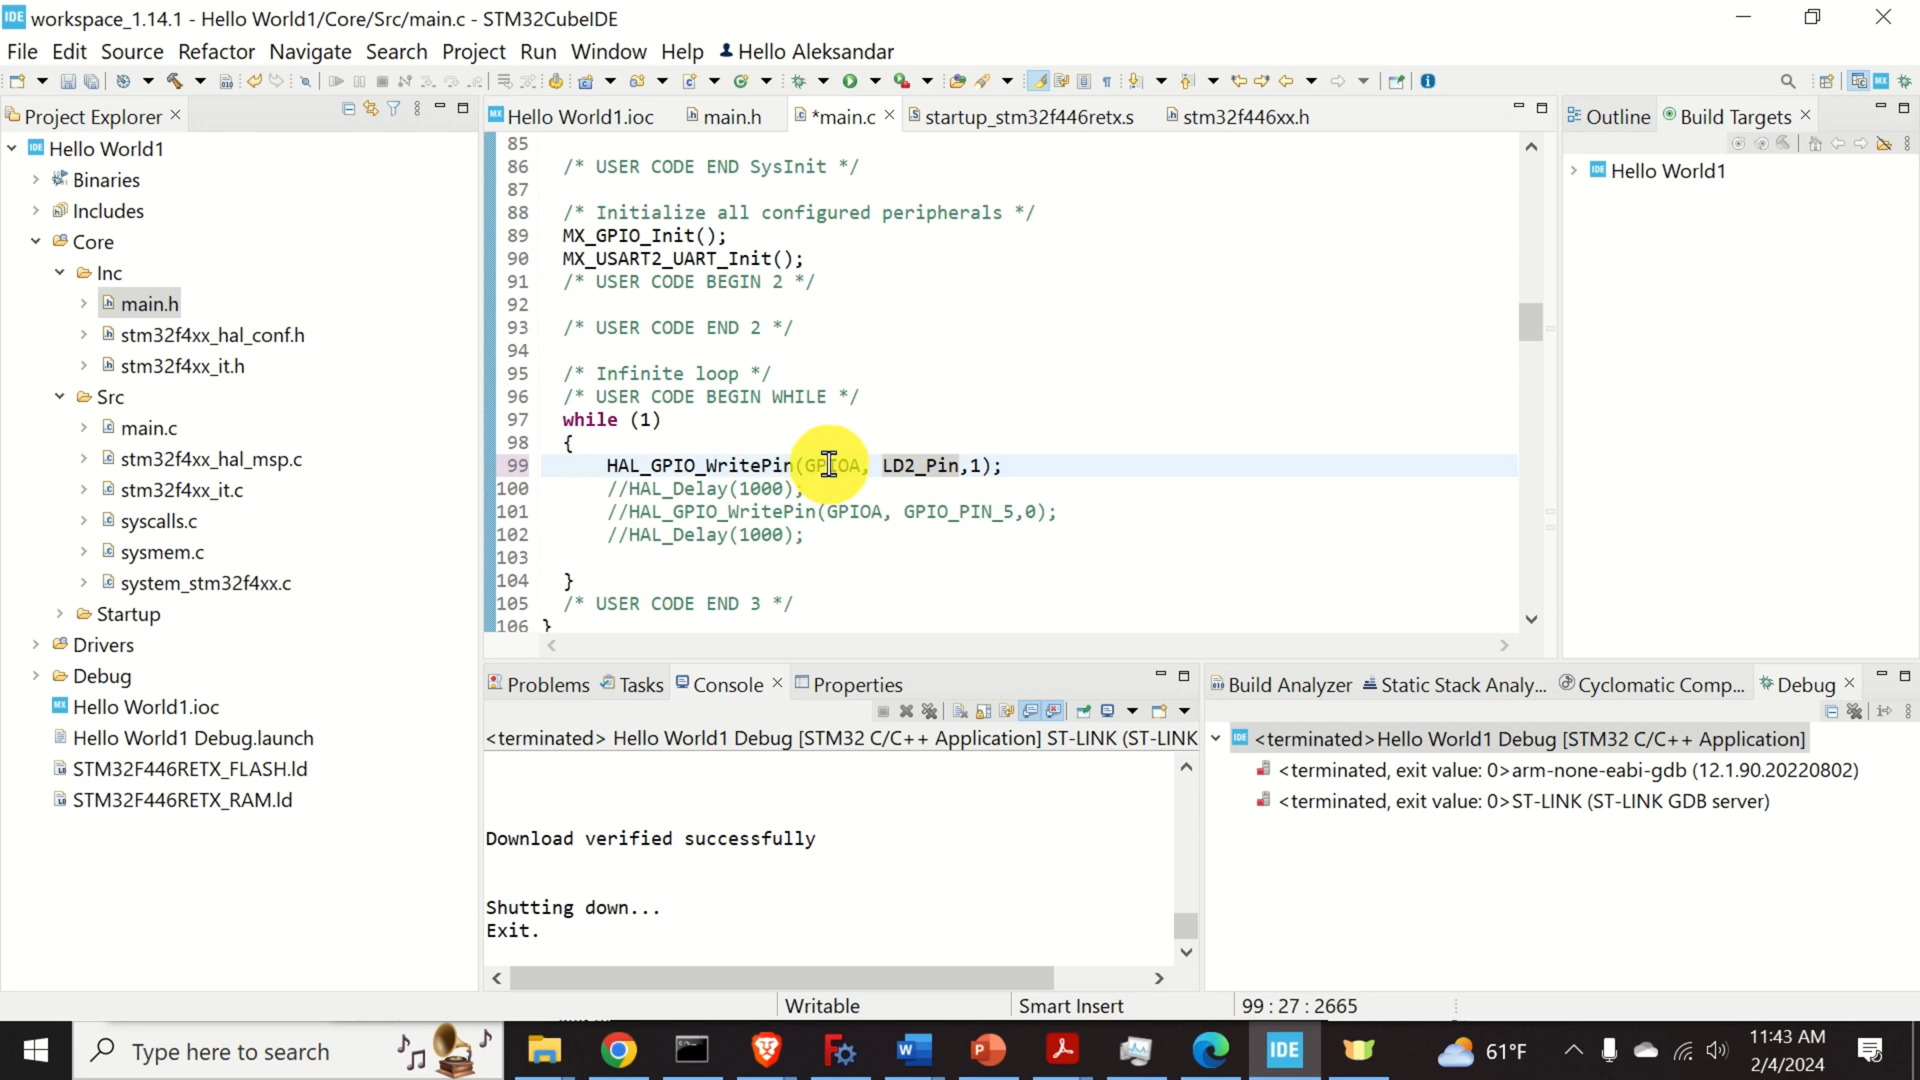 IDE workspace_1.14.1 - Hello World1/Core/Src/main.c - STM32CubeIDE
File Edit Source Refactor Navigate Search Project Run Window Help Hello Aleksandar
Project Explorer
Hello World1
Binaries
Includes
Core
Inc
main.h
stm32f4xx_hal_conf.h
stm32f4xx_it.h
Src
main.c
stm32f4xx_hal_msp.c
stm32f4xx_it.c
syscalls.c
sysmem.c
system_stm32f4xx.c
Startup
Drivers
Debug
Hello World1.ioc
Hello World1 Debug.launch
STM32F446RETX_FLASH.ld
STM32F446RETX_RAM.ld
Hello World1.ioc main.h *main.c startup_stm32f446retx.s stm32f446xx.h
85
86 /* USER CODE END SysInit */
87
88 /* Initialize all configured peripherals */
89 MX_GPIO_Init();
90 MX_USART2_UART_Init();
91 /* USER CODE BEGIN 2 */
92
93 /* USER CODE END 2 */
94
95 /* Infinite loop */
96 /* USER CODE BEGIN WHILE */
97 while (1)
98 {
99 HAL_GPIO_WritePin(GPIOA, LD2_Pin,1);
100 //HAL_Delay(1000);
101 //HAL_GPIO_WritePin(GPIOA, GPIO_PIN_5,0);
102 //HAL_Delay(1000);
103
104 }
105 /* USER CODE END 3 */
106 }
Outline Build Targets
Hello World1
Problems Tasks Console Properties
<terminated> Hello World1 Debug [STM32 C/C++ Application] ST-LINK (ST-LINK
Download verified successfully
Shutting down...
Exit.
Build Analyzer Static Stack Analy... Cyclomatic Comp... Debug
<terminated>Hello World1 Debug [STM32 C/C++ Application]
<terminated, exit value: 0>arm-none-eabi-gdb (12.1.90.20220802)
<terminated, exit value: 0>ST-LINK (ST-LINK GDB server)
Writable Smart Insert 99 : 27 : 2665
Type here to search
IDE
61°F
11:43 AM
2/4/2024